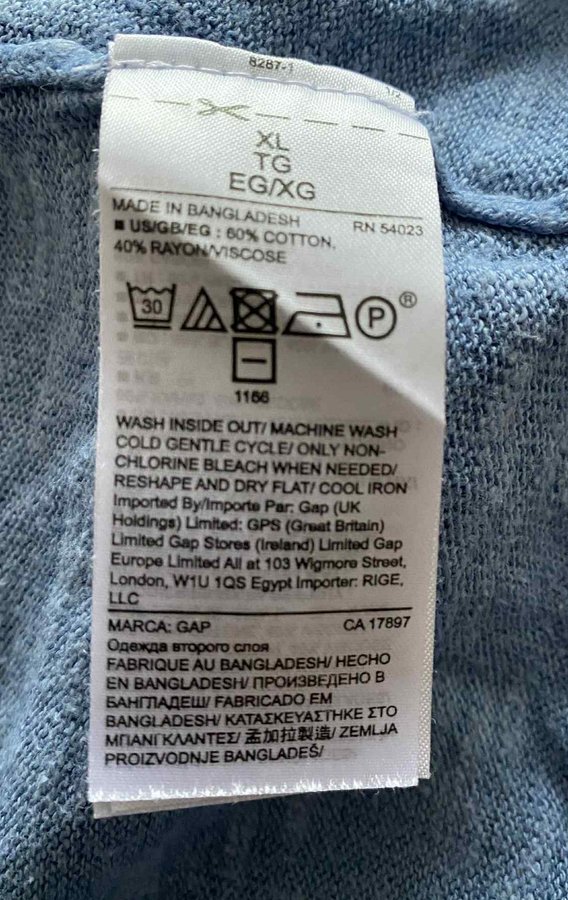 8287-1
1/5
XL
TG
EG/XG
MADE IN BANGLADESH RN 54023
■ US/GB/EG : 60% COTTON,
40% RAYON/VISCOSE
30 P ®
1166
WASH INSIDE OUT/ MACHINE WASH
COLD GENTLE CYCLE/ ONLY NON-
CHLORINE BLEACH WHEN NEEDED/
RESHAPE AND DRY FLAT/ COOL IRON
Imported By/Importe Par: Gap (UK
Holdings) Limited: GPS (Great Britain)
Limited Gap Stores (Ireland) Limited Gap
Europe Limited All at 103 Wigmore Street,
London, W1U 1QS Egypt Importer: RIGE,
LLC
MARCA: GAP CA 17897
Одежда второго слоя
FABRIQUE AU BANGLADESH/ HECHO
EN BANGLADESH/ ПРОИЗВЕДЕНО В
БАНГЛАДЕШ/ FABRICADO EM
BANGLADESH/ ΚΑΤΑΣΚΕΥΑΣΤΗΚΕ ΣΤΟ
ΜΠΑΝΓΚΛΑΝΤΕΣ/ 孟加拉製造/ ZEMLJA
PROIZVODNJE BANGLADEŠ/